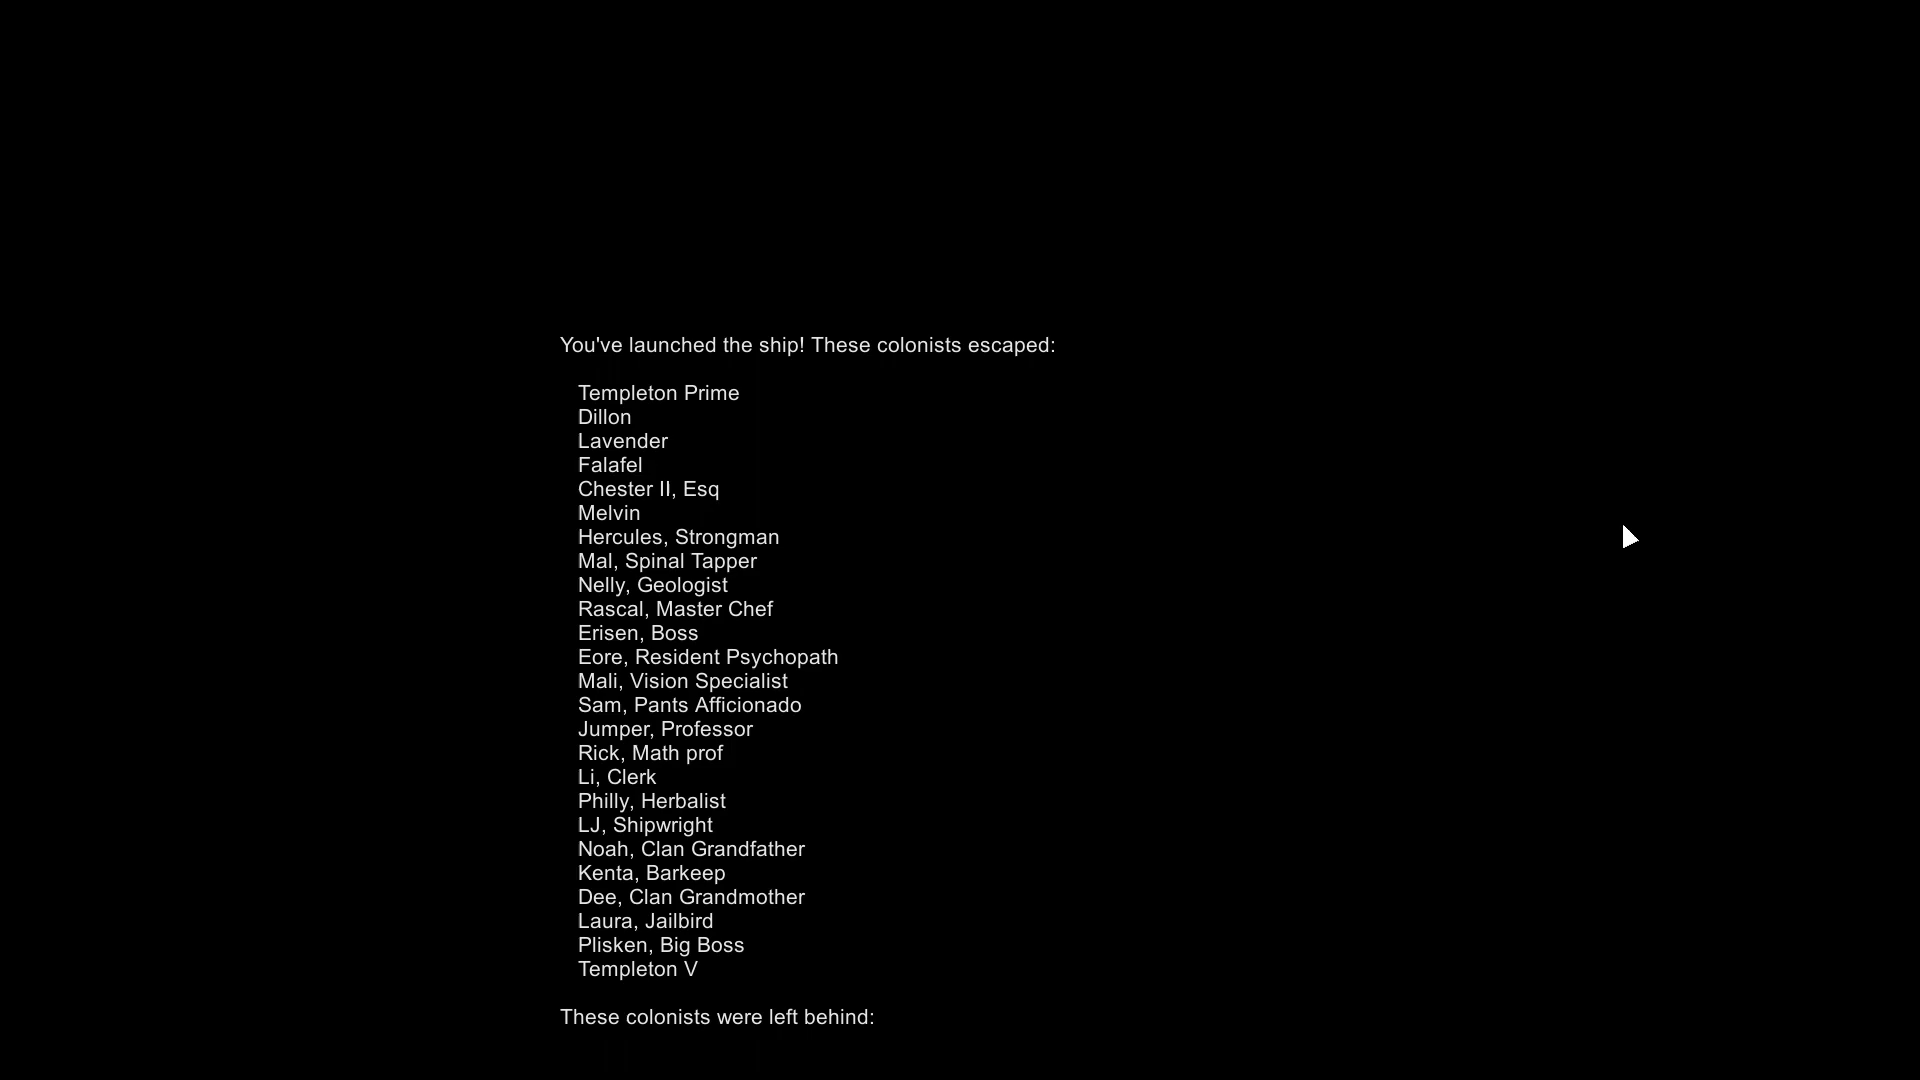 You've launched the ship! These colonists escaped:
Templeton Prime
Dillon
Lavender
Falafel
Chester II, Esq
Melvin
Hercules, Strongman
Mal, Spinal Tapper
Nelly, Geologist
Rascal, Master Chef
Erisen, Boss
Eore, Resident Psychopath
Mali, Vision Specialist
Sam, Pants Afficionado
Jumper, Professor
Rick, Math prof
Li, Clerk
Philly, Herbalist
LJ, Shipwright
Noah, Clan Grandfather
Kenta, Barkeep
Dee, Clan Grandmother
Laura, Jailbird
Plisken, Big Boss
Templeton V
These colonists were left behind: